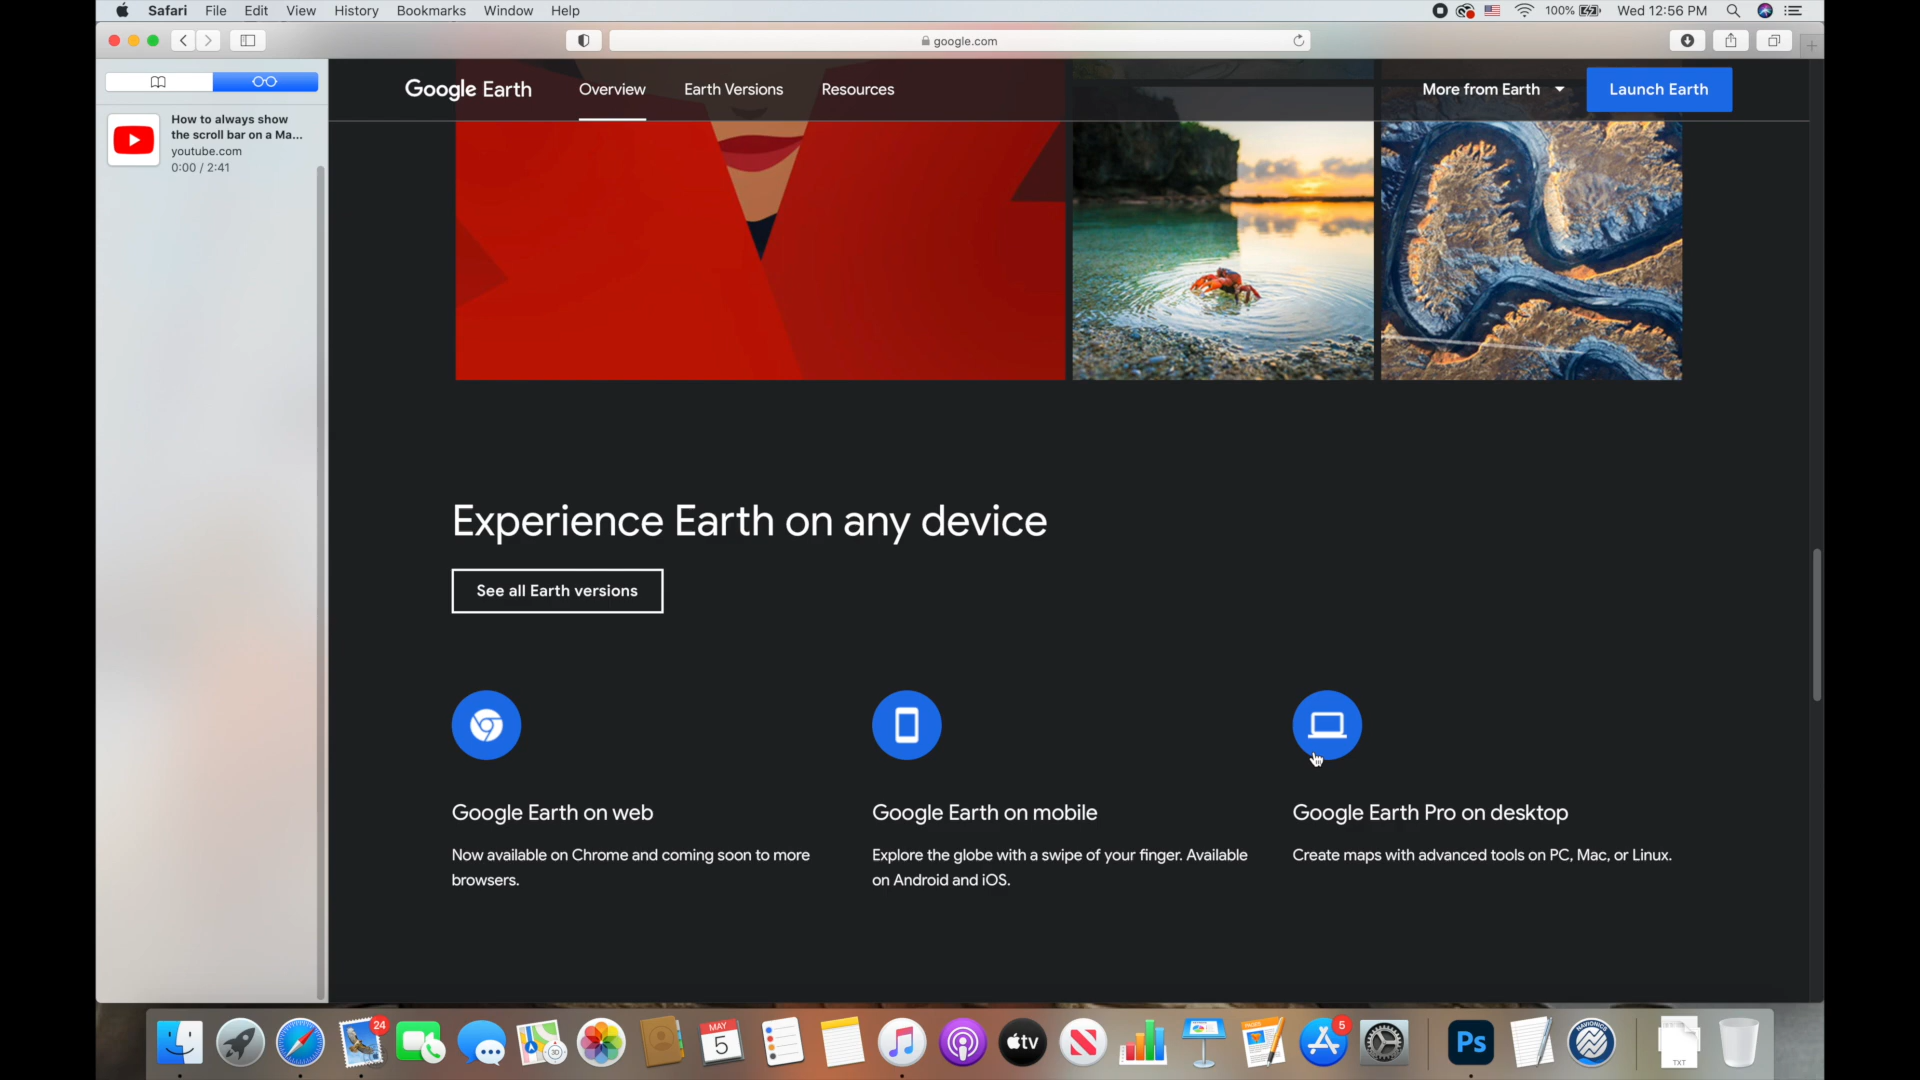 Safari File Edit View History Bookmarks Window Help
100% Wed 12:56 PM
google.com
How to always show
the scroll bar on a Ma...
youtube.com
0:00 / 2:41
Google Earth Overview Earth Versions Resources More from Earth Launch Earth
Experience Earth on any device
See all Earth versions
Google Earth on web
Now available on Chrome and coming soon to more
browsers.
Google Earth on mobile
Explore the globe with a swipe of your finger. Available
on Android and iOS.
Google Earth Pro on desktop
Create maps with advanced tools on PC, Mac, or Linux.
24
MAY
5
tv
PAGES
5
Ps
NAVIONICS
TXT